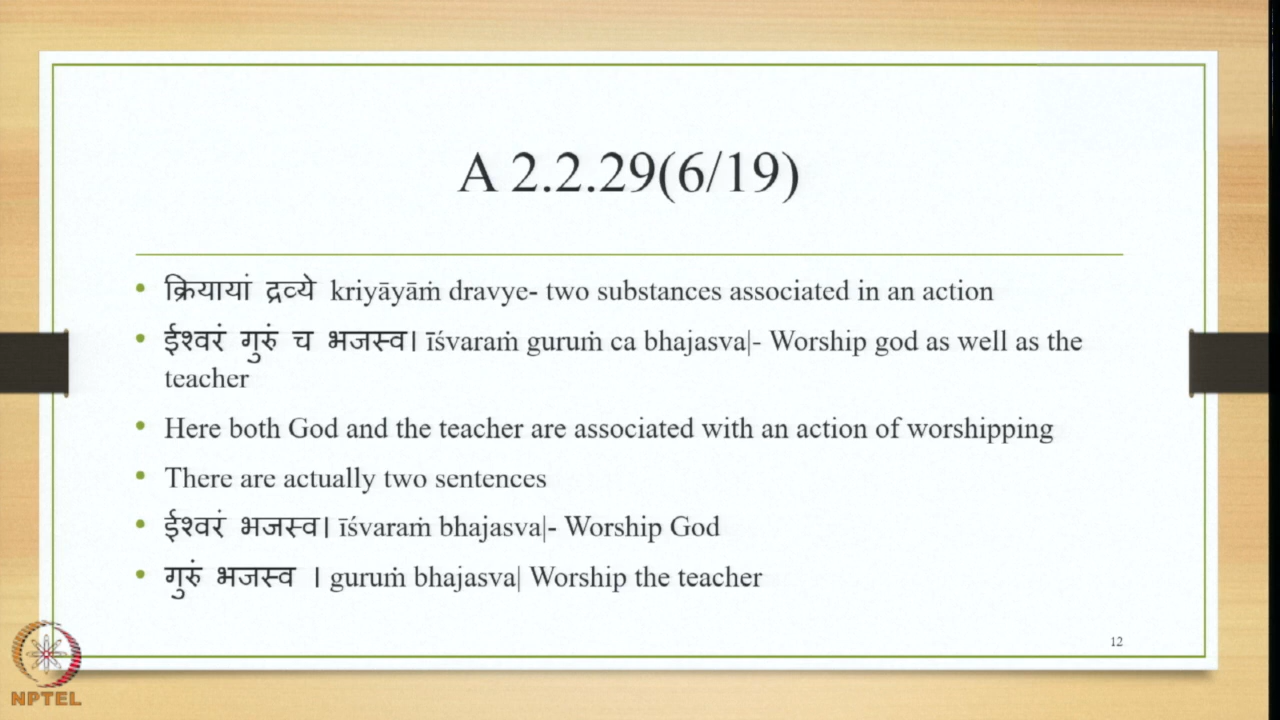 A 2.2.29(6/19)
• क्रियायां द्रव्ये kriyāyāṁ dravye- two substances associated in an action
• ईश्वरं गुरुं च भजस्व। īśvaraṁ guruṁ ca bhajasva|- Worship god as well as the
teacher
• Here both God and the teacher are associated with an action of worshipping
• There are actually two sentences
• ईश्वरं भजस्व। īśvaraṁ bhajasva|- Worship God
• गुरुं भजस्व । guruṁ bhajasva| Worship the teacher
12
NPTEL